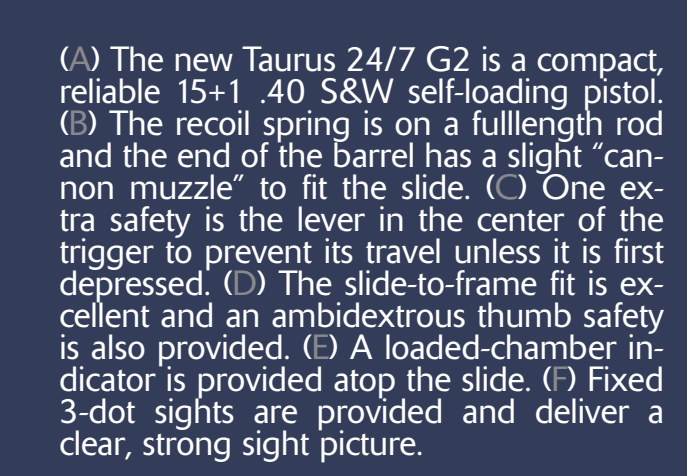 (A) The new Taurus 24/7 G2 is a compact,
reliable 15+1 .40 S&W self-loading pistol.
(B) The recoil spring is on a fulllength rod
and the end of the barrel has a slight “can-
non muzzle” to fit the slide. (C) One ex-
tra safety is the lever in the center of the
trigger to prevent its travel unless it is first
depressed. (D) The slide-to-frame fit is ex-
cellent and an ambidextrous thumb safety
is also provided. (E) A loaded-chamber in-
dicator is provided atop the slide. (F) Fixed
3-dot sights are provided and deliver a
clear, strong sight picture.